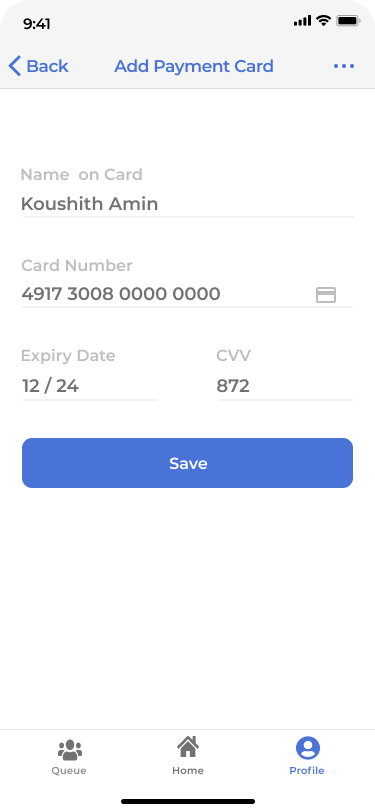 9:41
Back Add Payment Card
Name on Card
Koushith Amin
Card Number
4917 3008 0000 0000
Expiry Date CVV
12 / 24 872
Save
Queue Home Profile